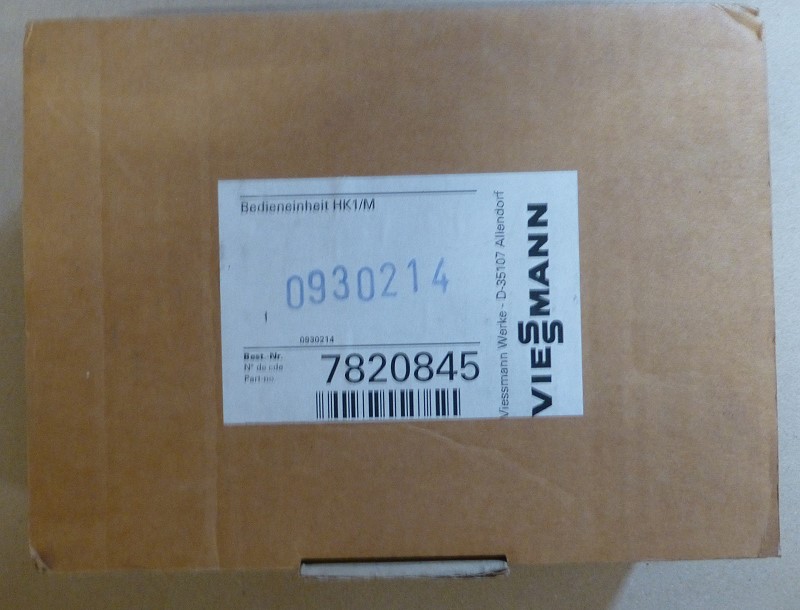 Bedieneinheit HK1/M
0930214
0930214
Best. Nr.
N° de cde
Part-no.
7820845
Viessmann Werke - D-35107 Allendorf
VIESSMANN